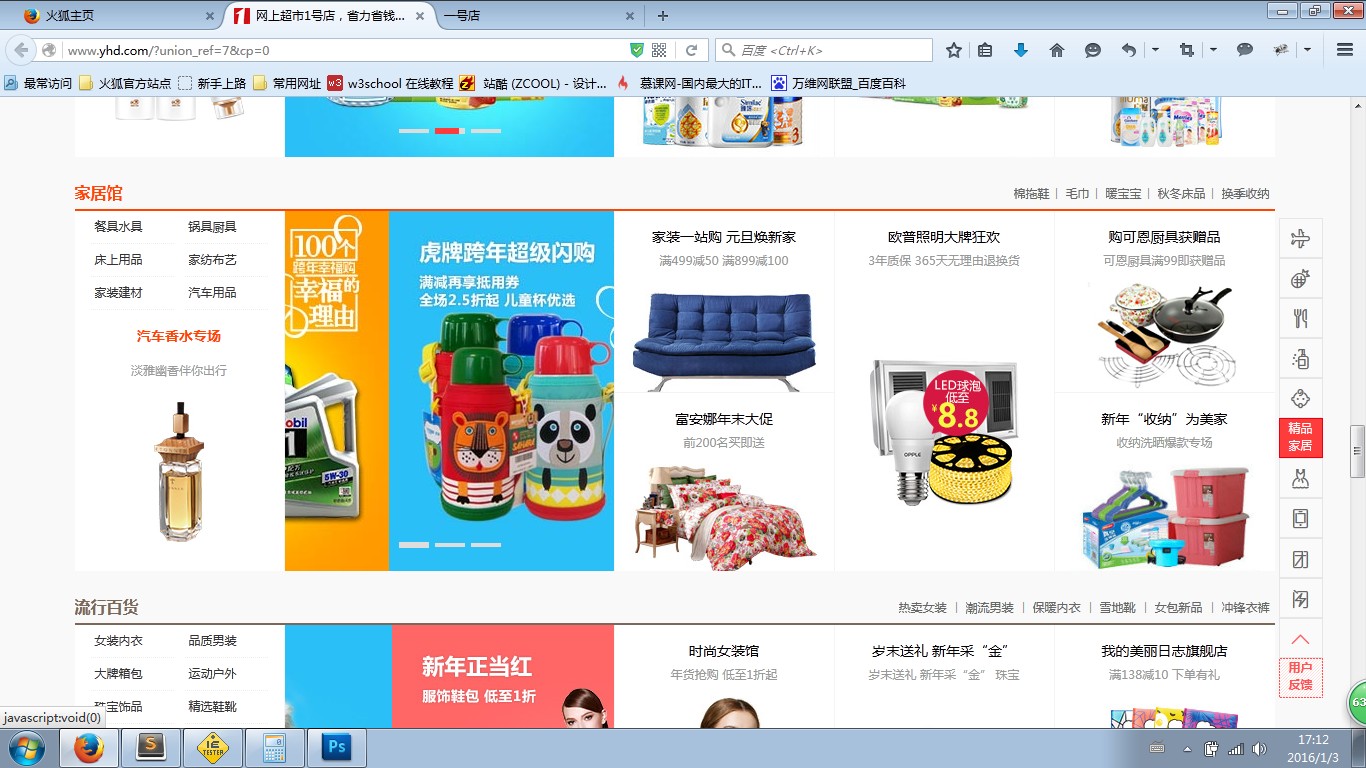 火狐主页
网上超市1号店，省力省钱...
一号店
www.yhd.com/?union_ref=7&cp=0
百度 <Ctrl+K>
最常访问 火狐官方站点 新手上路 常用网址 w3school 在线教程 站酷 (ZCOOL) - 设计... 慕课网-国内最大的IT... 万维网联盟_百度百科
家居馆
棉拖鞋 | 毛巾 | 暖宝宝 | 秋冬床品 | 换季收纳
餐具水具 锅具厨具
床上用品 家纺布艺
家装建材 汽车用品
汽车香水专场
淡雅幽香伴你出行
100个
跨年幸福购
幸福的
理由
虎牌跨年超级闪购
满减再享抵用券
全场2.5折起 儿童杯优选
5W-30
家装一站购 元旦焕新家
满499减50 满899减100
富安娜年末大促
前200名买即送
欧普照明大牌狂欢
3年质保 365天无理由退换货
LED球泡
低至
¥8.8
OPPLE
购可恩厨具获赠品
可恩厨具满99即获赠品
新年“收纳”为美家
收纳洗晒爆款专场
精品
家居
流行百货
热卖女装 | 潮流男装 | 保暖内衣 | 雪地靴 | 女包新品 | 冲锋衣裤
女装内衣 品质男装
大牌箱包 运动户外
珠宝饰品 精选鞋靴
新年正当红
服饰鞋包 低至1折
时尚女装馆
年货抢购 低至1折起
岁末送礼 新年采“金”
岁末送礼 新年采“金” 珠宝
我的美丽日志旗舰店
满138减10 下单有礼
用户
反馈
63
javascript:void(0)
17:12
2016/1/3